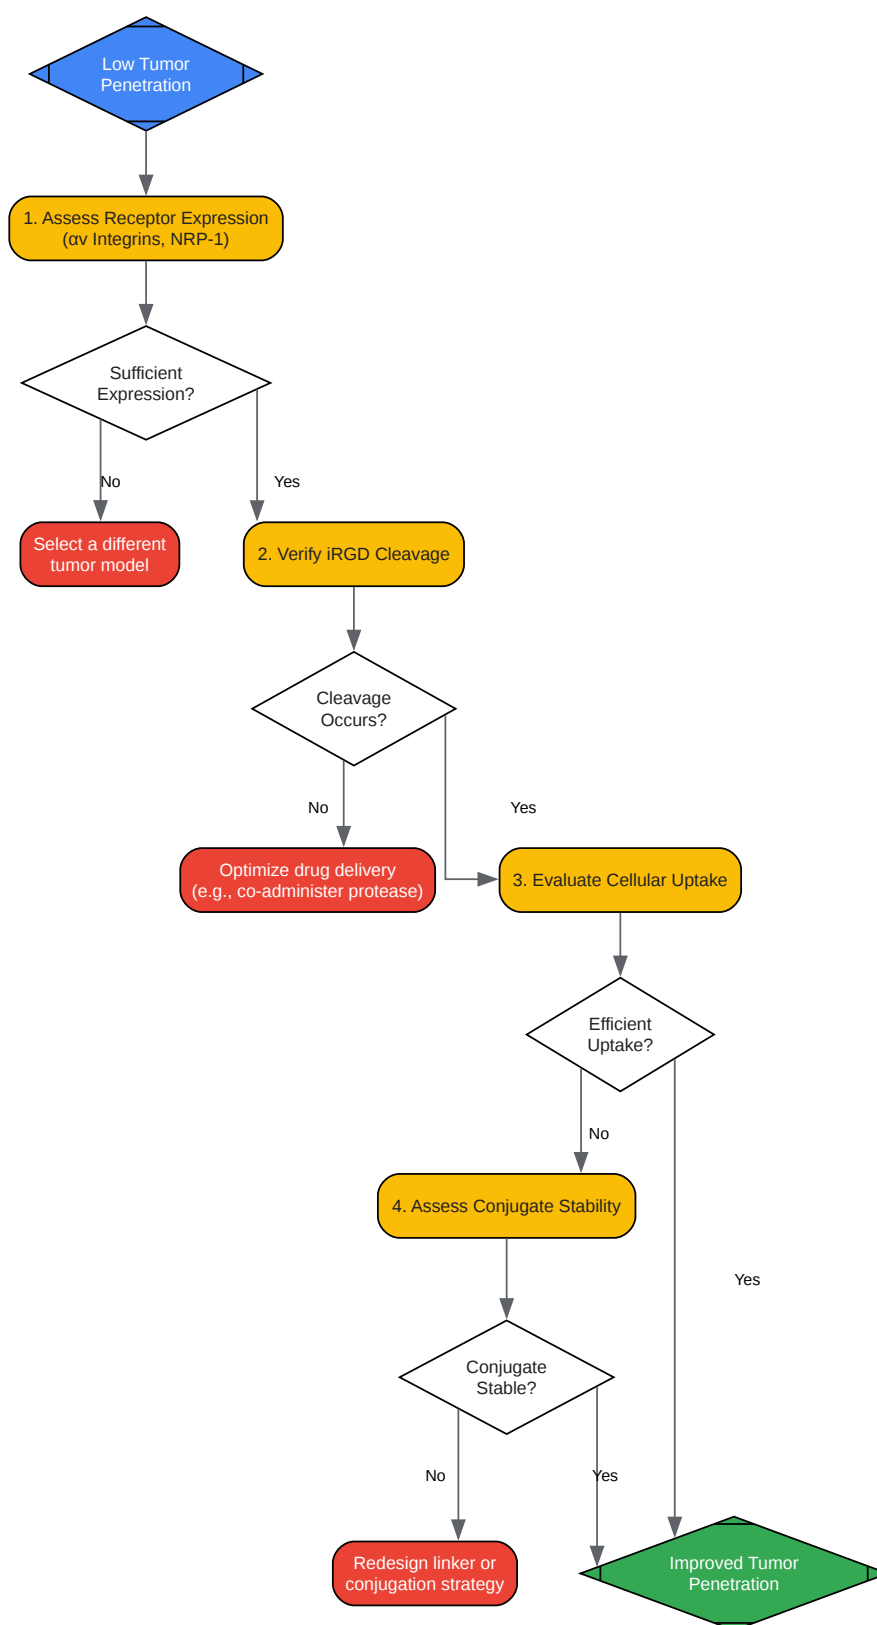 Low Tumor
Penetration
1. Assess Receptor Expression
(αv Integrins, NRP-1)
Sufficient
Expression?
No
Yes
Select a different
tumor model
2. Verify iRGD Cleavage
Cleavage
Occurs?
No
Yes
Optimize drug delivery
(e.g., co-administer protease)
3. Evaluate Cellular Uptake
Efficient
Uptake?
No
4. Assess Conjugate Stability
Yes
Conjugate
Stable?
No
Yes
Redesign linker or
conjugation strategy
Improved Tumor
Penetration